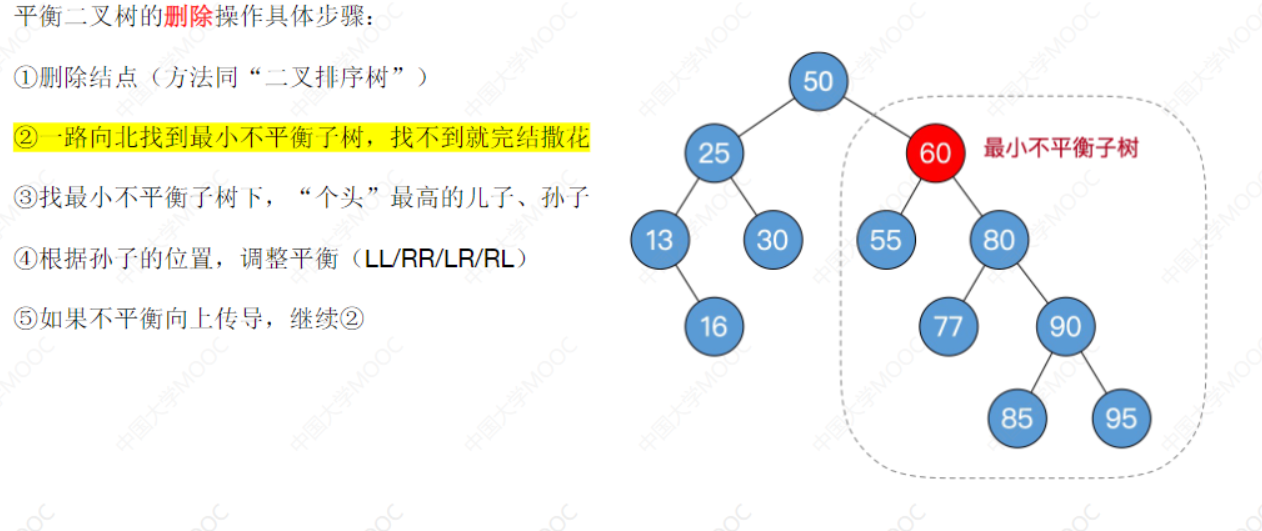 平衡二叉树的删除操作具体步骤：
①删除结点（方法同“二叉排序树”）
②一路向北找到最小不平衡子树，找不到就完结撒花
③找最小不平衡子树下，“个头”最高的儿子、孙子
④根据孙子的位置，调整平衡（LL/RR/LR/RL）
⑤如果不平衡向上传导，继续②
50
25
60
最小不平衡子树
13
30
55
80
16
77
90
85
95
中国大学MOOC